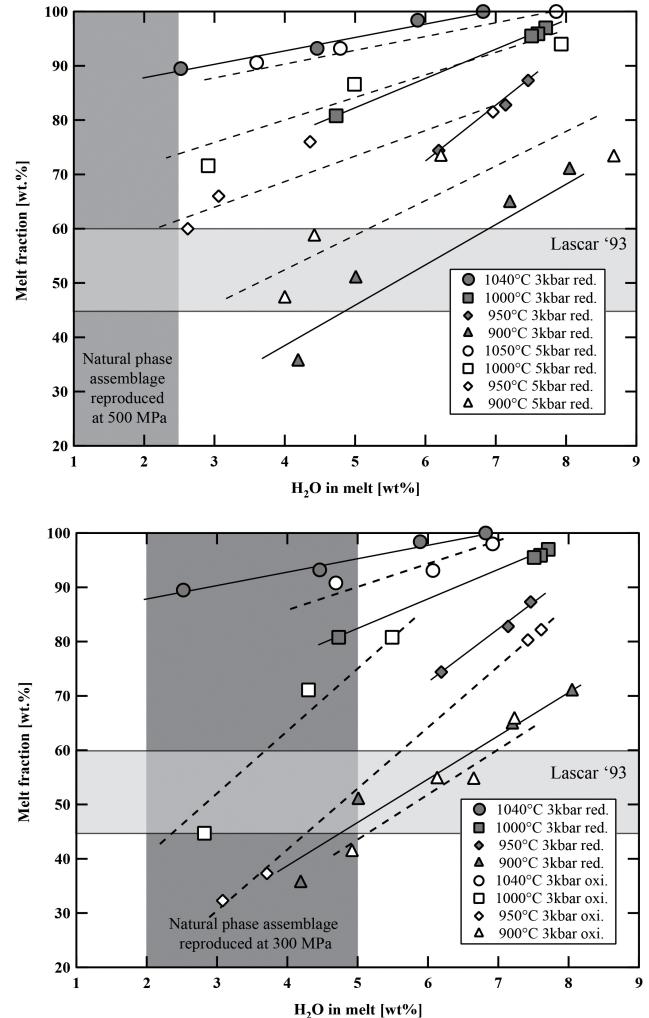 100
90
80
70
60
50
40
30
20
Melt fraction [wt.%]
Lascar ‘93
1040°C 3kbar red.
1000°C 3kbar red.
950°C 3kbar red.
900°C 3kbar red.
1050°C 5kbar red.
1000°C 5kbar red.
950°C 5kbar red.
900°C 5kbar red.
Natural phase
assemblage
reproduced
at 500 MPa
1 2 3 4 5 6 7 8 9
H₂O in melt [wt%]
100
90
80
70
60
50
40
30
20
Melt fraction [wt.%]
Lascar ‘93
1040°C 3kbar red.
1000°C 3kbar red.
950°C 3kbar red.
900°C 3kbar red.
1040°C 3kbar oxi.
1000°C 3kbar oxi.
950°C 3kbar oxi.
900°C 3kbar oxi.
Natural phase assemblage
reproduced at 300 MPa
1 2 3 4 5 6 7 8 9
H₂O in melt [wt%]